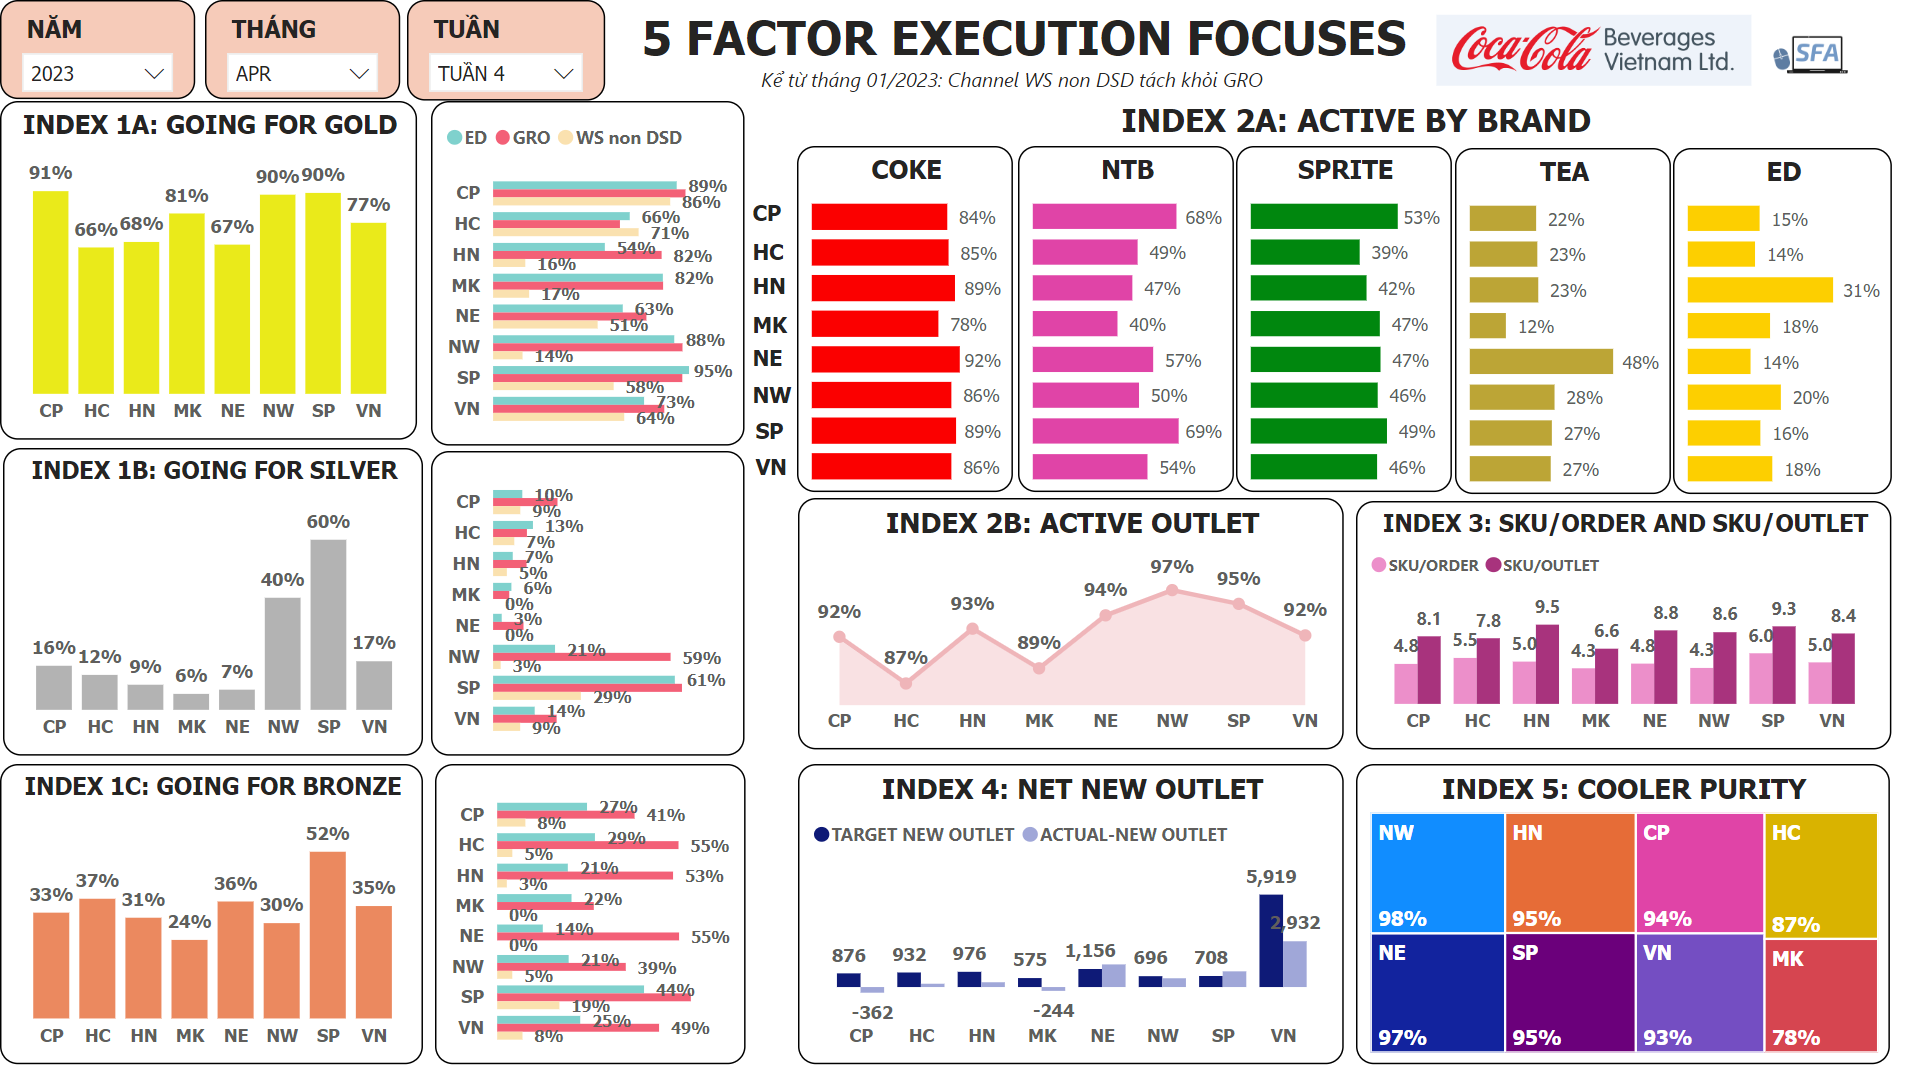 NĂM
THÁNG
TUẦN
2023
APR
TUẦN 4
5 FACTOR EXECUTION FOCUSES
Kể từ tháng 01/2023: Channel WS non DSD tách khỏi GRO
Coca-Cola
Beverages
Vietnam Ltd.
SFA
INDEX 1A: GOING FOR GOLD
91% 66% 68% 81% 67% 90% 90% 77%
CP HC HN MK NE NW SP VN
ED GRO WS non DSD
CP 89% 86%
HC 66% 71%
HN 54% 82% 16%
MK 82% 17%
NE 63% 51%
NW 88% 14%
SP 95% 58%
VN 73% 64%
INDEX 2A: ACTIVE BY BRAND
COKE NTB SPRITE TEA ED
CP 84% 68% 53% 22% 15%
HC 85% 49% 39% 23% 14%
HN 89% 47% 42% 23% 31%
MK 78% 40% 47% 12% 18%
NE 92% 57% 47% 48% 14%
NW 86% 50% 46% 28% 20%
SP 89% 69% 49% 27% 16%
VN 86% 54% 46% 27% 18%
INDEX 1B: GOING FOR SILVER
16% 12% 9% 6% 7% 40% 60% 17%
CP HC HN MK NE NW SP VN
CP 10% 9%
HC 13% 7%
HN 7% 5%
MK 6% 0%
NE 3% 0%
NW 21% 59% 3%
SP 61% 29%
VN 14% 9%
INDEX 2B: ACTIVE OUTLET
92% 87% 93% 89% 94% 97% 95% 92%
CP HC HN MK NE NW SP VN
INDEX 3: SKU/ORDER AND SKU/OUTLET
SKU/ORDER SKU/OUTLET
4.8 8.1 5.5 7.8 5.0 9.5 4.3 6.6 4.8 8.8 4.3 8.6 6.0 9.3 5.0 8.4
CP HC HN MK NE NW SP VN
INDEX 1C: GOING FOR BRONZE
33% 37% 31% 24% 36% 30% 52% 35%
CP HC HN MK NE NW SP VN
CP 27% 41% 8%
HC 29% 55% 5%
HN 21% 53% 3%
MK 22% 0%
NE 14% 55% 0%
NW 21% 39% 5%
SP 44% 19%
VN 25% 49% 8%
INDEX 4: NET NEW OUTLET
TARGET NEW OUTLET ACTUAL-NEW OUTLET
876 932 976 575 1,156 696 708 5,919 2,932
-362 -244
CP HC HN MK NE NW SP VN
INDEX 5: COOLER PURITY
NW HN CP HC
98% 95% 94% 87%
NE SP VN MK
97% 95% 93% 78%